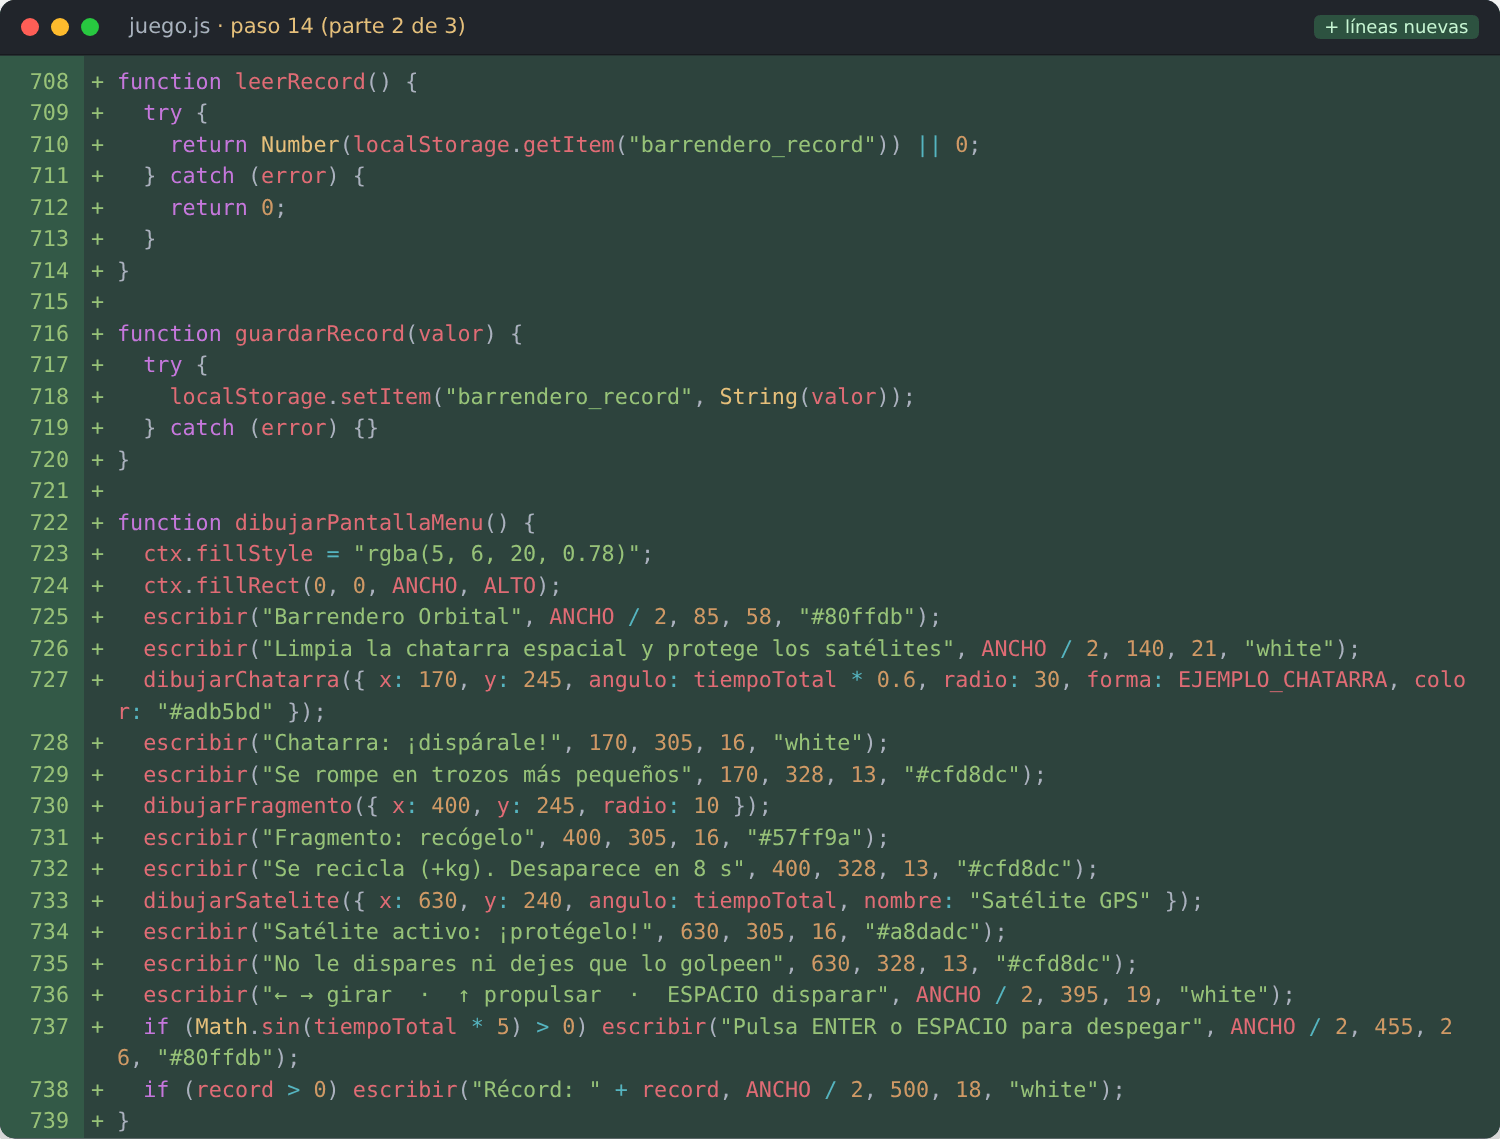 juego.js · paso 14 (parte 2 de 3)
+ líneas nuevas
708 + function leerRecord() {
709 +   try {
710 +     return Number(localStorage.getItem("barrendero_record")) || 0;
711 +   } catch (error) {
712 +     return 0;
713 +   }
714 + }
715 +
716 + function guardarRecord(valor) {
717 +   try {
718 +     localStorage.setItem("barrendero_record", String(valor));
719 +   } catch (error) {}
720 + }
721 +
722 + function dibujarPantallaMenu() {
723 +   ctx.fillStyle = "rgba(5, 6, 20, 0.78)";
724 +   ctx.fillRect(0, 0, ANCHO, ALTO);
725 +   escribir("Barrendero Orbital", ANCHO / 2, 85, 58, "#80ffdb");
726 +   escribir("Limpia la chatarra espacial y protege los satélites", ANCHO / 2, 140, 21, "white");
727 +   dibujarChatarra({ x: 170, y: 245, angulo: tiempoTotal * 0.6, radio: 30, forma: EJEMPLO_CHATARRA, colo
r: "#adb5bd" });
728 +   escribir("Chatarra: ¡dispárale!", 170, 305, 16, "white");
729 +   escribir("Se rompe en trozos más pequeños", 170, 328, 13, "#cfd8dc");
730 +   dibujarFragmento({ x: 400, y: 245, radio: 10 });
731 +   escribir("Fragmento: recógelo", 400, 305, 16, "#57ff9a");
732 +   escribir("Se recicla (+kg). Desaparece en 8 s", 400, 328, 13, "#cfd8dc");
733 +   dibujarSatelite({ x: 630, y: 240, angulo: tiempoTotal, nombre: "Satélite GPS" });
734 +   escribir("Satélite activo: ¡protégelo!", 630, 305, 16, "#a8dadc");
735 +   escribir("No le dispares ni dejes que lo golpeen", 630, 328, 13, "#cfd8dc");
736 +   escribir("← → girar  ·  ↑ propulsar  ·  ESPACIO disparar", ANCHO / 2, 395, 19, "white");
737 +   if (Math.sin(tiempoTotal * 5) > 0) escribir("Pulsa ENTER o ESPACIO para despegar", ANCHO / 2, 455, 2
6, "#80ffdb");
738 +   if (record > 0) escribir("Récord: " + record, ANCHO / 2, 500, 18, "white");
739 + }